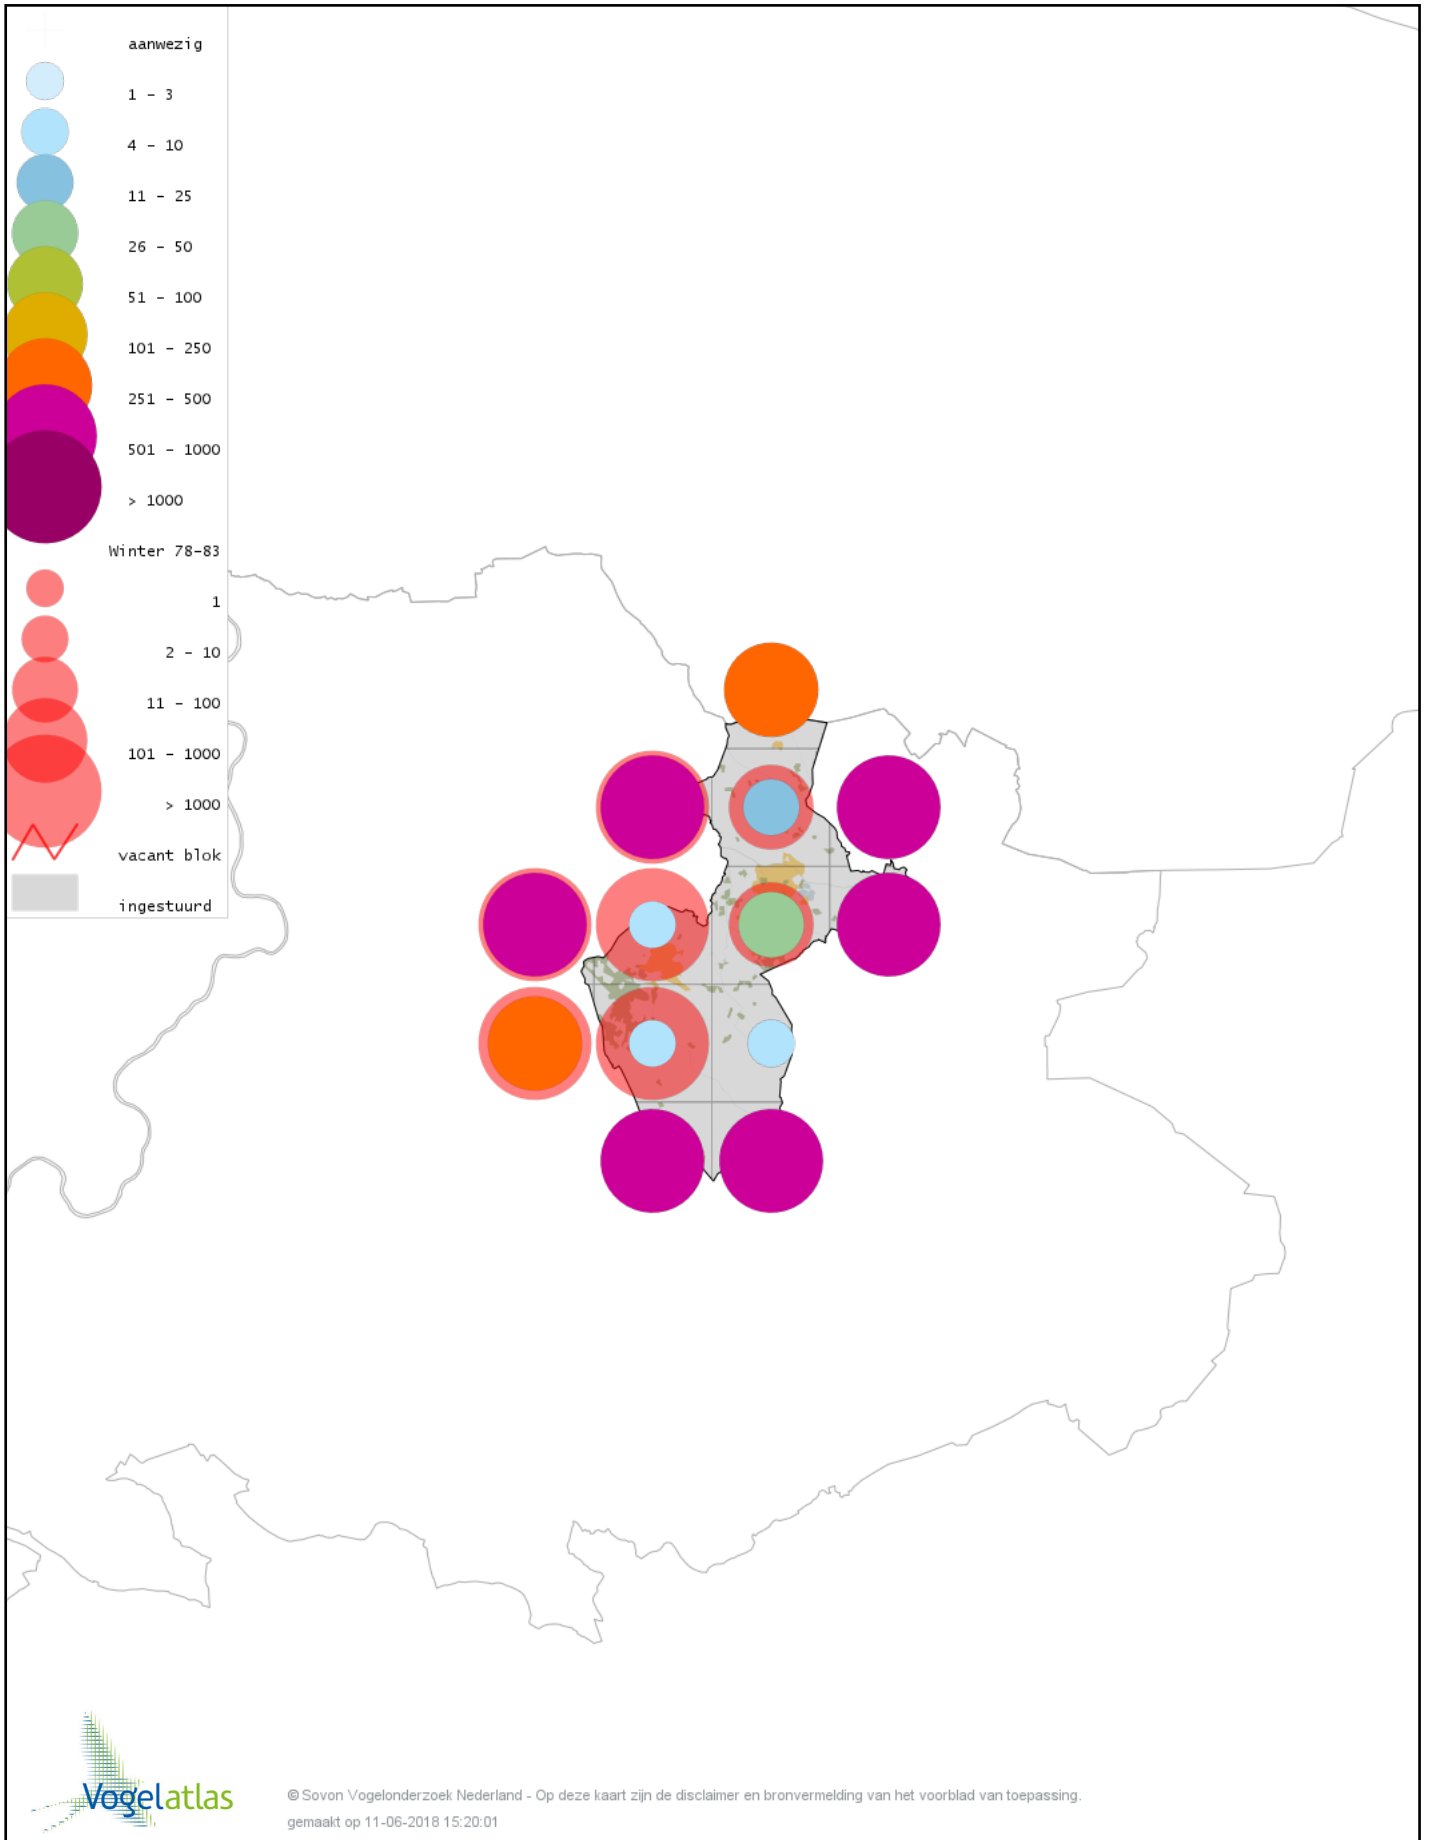 aanwezig
1 – 3
4 – 10
11 – 25
26 – 50
51 – 100
101 – 250
251 – 500
501 – 1000
> 1000
Winter 78–83
1
2 – 10
11 – 100
101 – 1000
> 1000
vacant blok
ingestuurd
Vogelatlas
© Sovon Vogelonderzoek Nederland - Op deze kaart zijn de disclaimer en bronvermelding van het voorblad van toepassing.
gemaakt op 11-06-2018 15:20:01